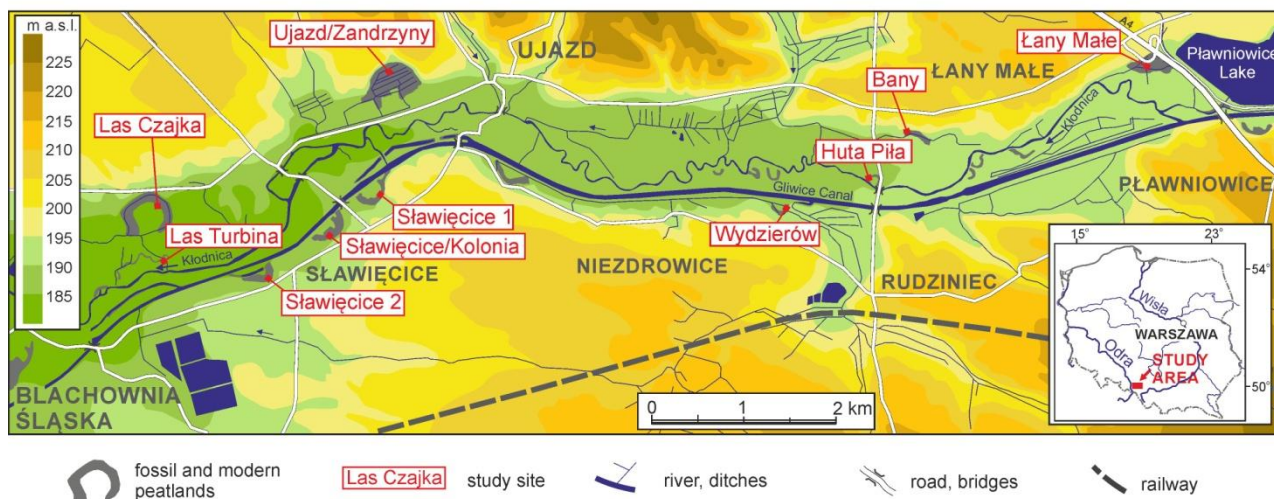 m a.s.l.
225
220
215
210
205
200
195
190
185
Ujazd/Zandrzyny
UJAZD
A4
Łany Małe
Pławniowice
Lake
ŁANY MAŁE
Bany
Las Czajka
Kłodnica
Huta Piła
Gliwice Canal
PŁAWNIOWICE
Sławięcice 1
Wydzierów
Las Turbina
Sławięcice/Kolonia
Kłodnica
SŁAWIĘCICE
NIEZDROWICE
RUDZINIEC
Sławięcice 2
15°
23°
54°
Wisła
WARSZAWA
Odra
STUDY
AREA
50°
BLACHOWNIA
ŚLĄSKA
0
2 km
fossil and modern
peatlands
Las Czajka
study site
river, ditches
road, bridges
railway